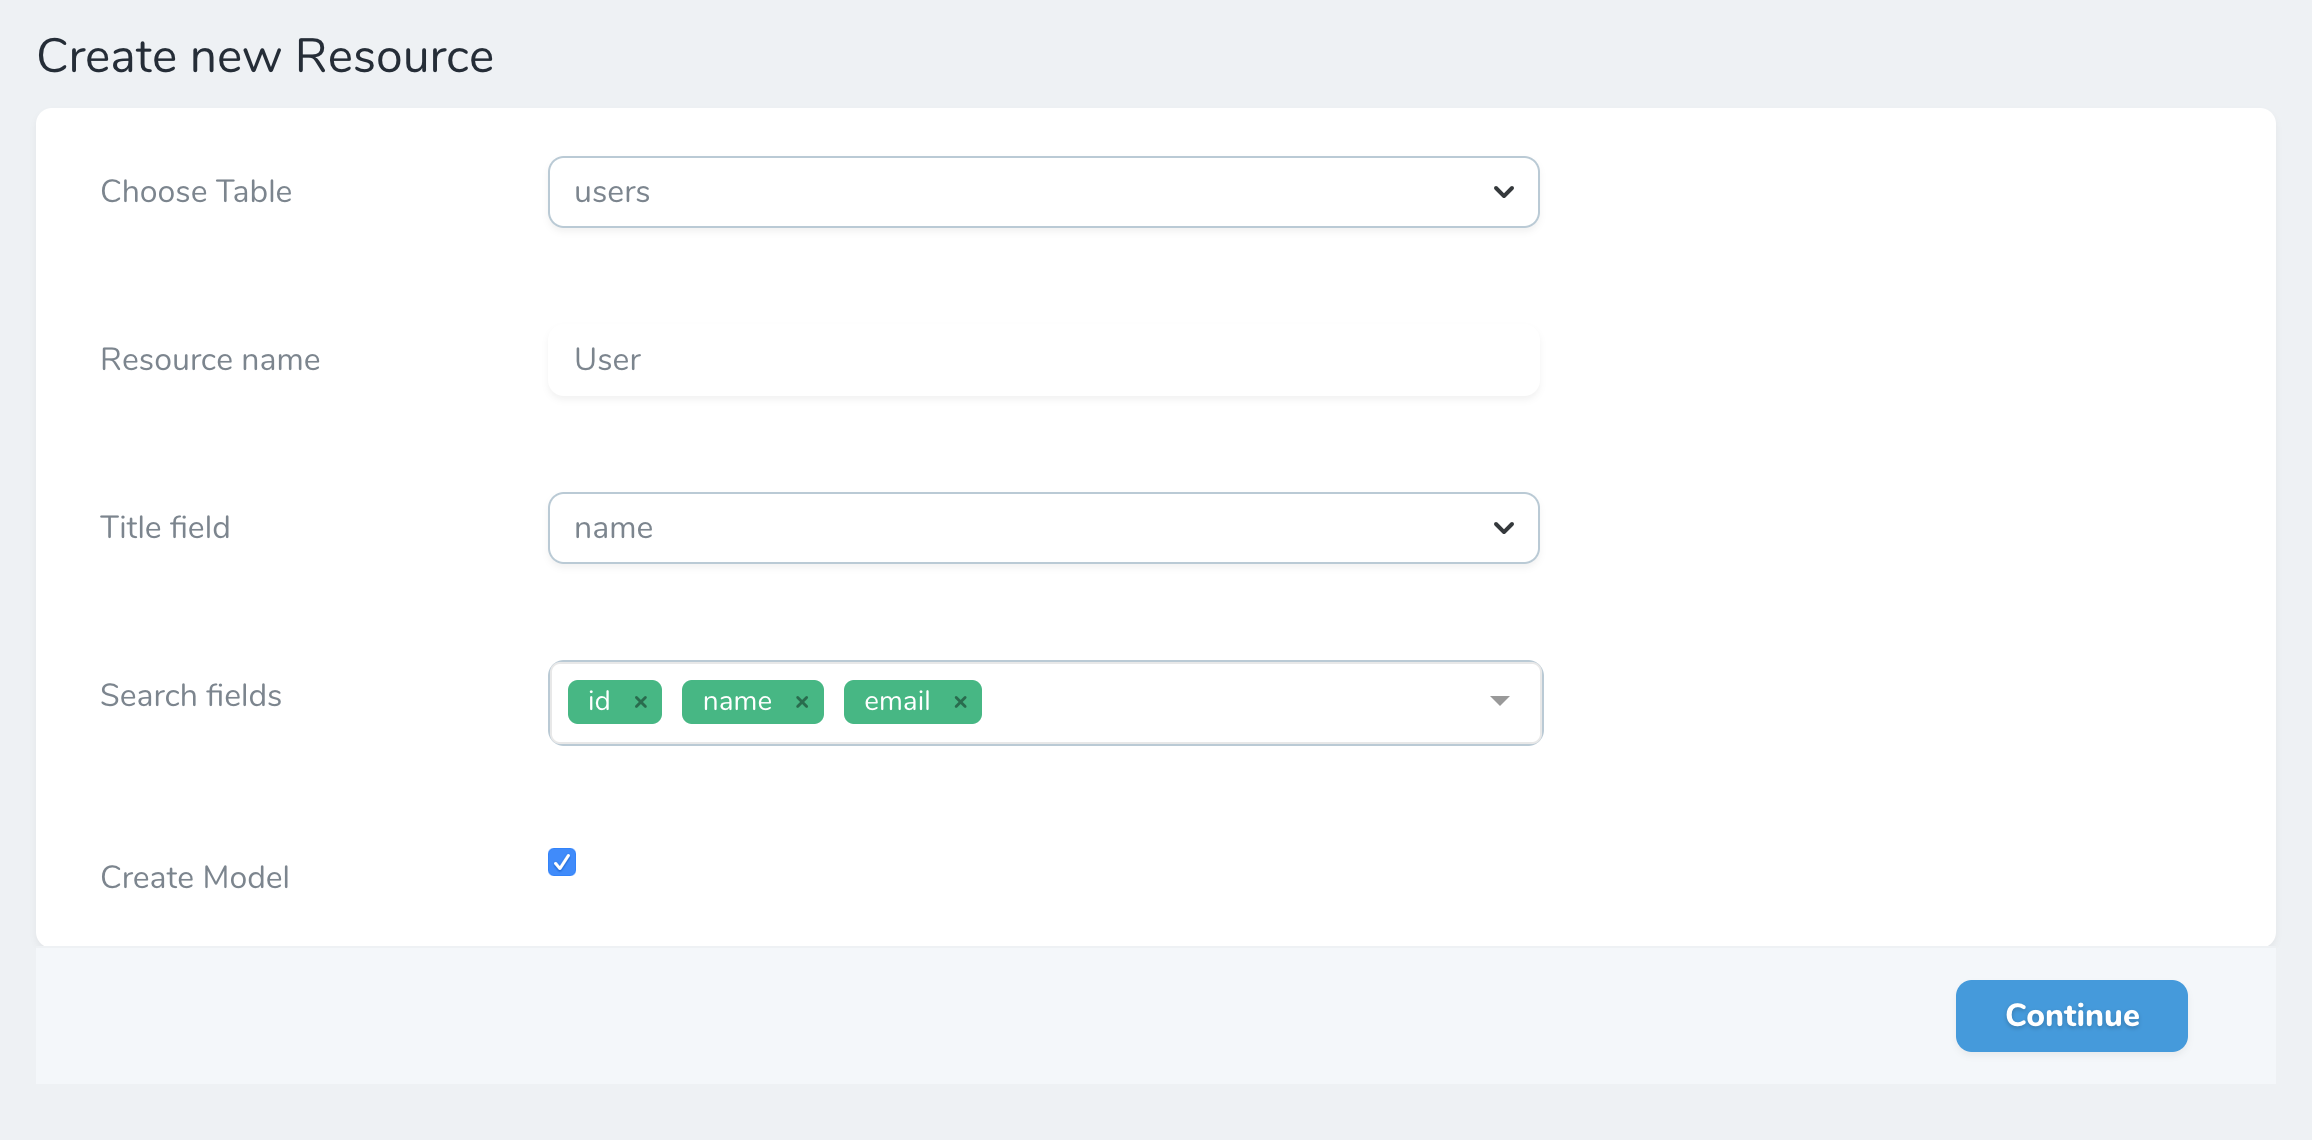 Create new Resource
Choose Table
users
Resource name
User
Title field
name
Search fields
id × name × email ×
Create Model
Continue